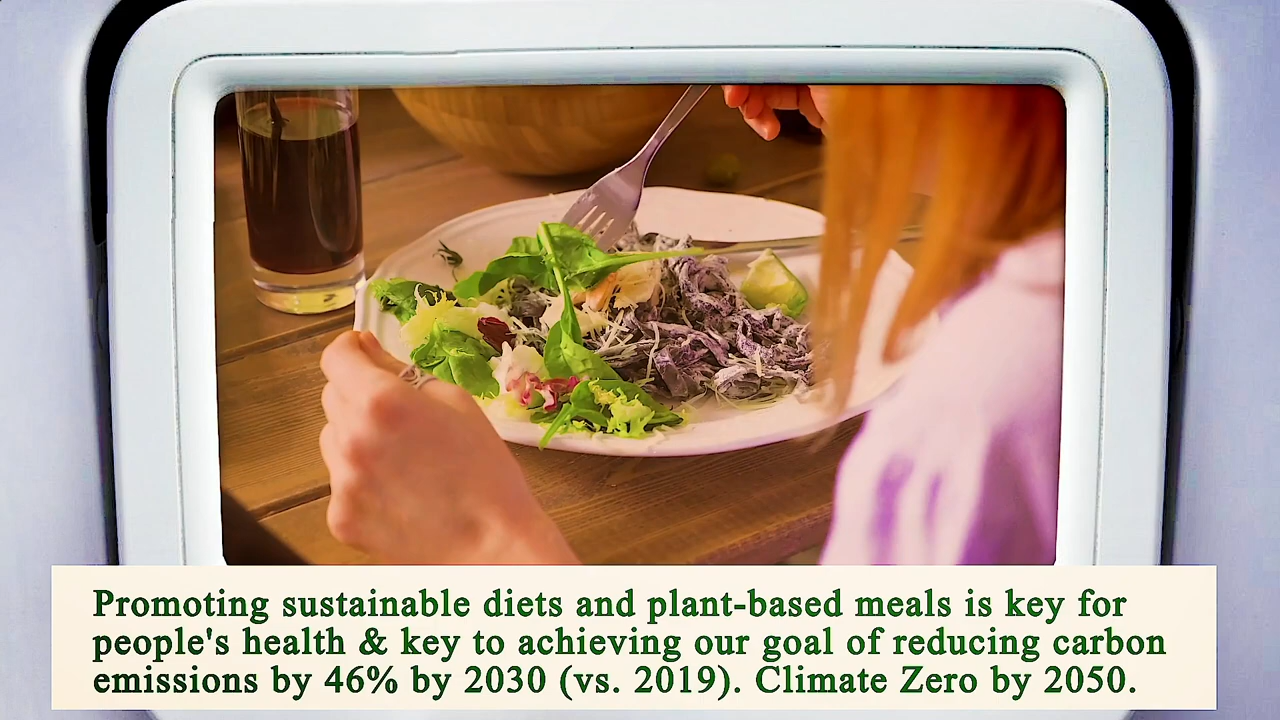 Promoting sustainable diets and plant-based meals is key for
people's health & key to achieving our goal of reducing carbon
emissions by 46% by 2030 (vs. 2019). Climate Zero by 2050.